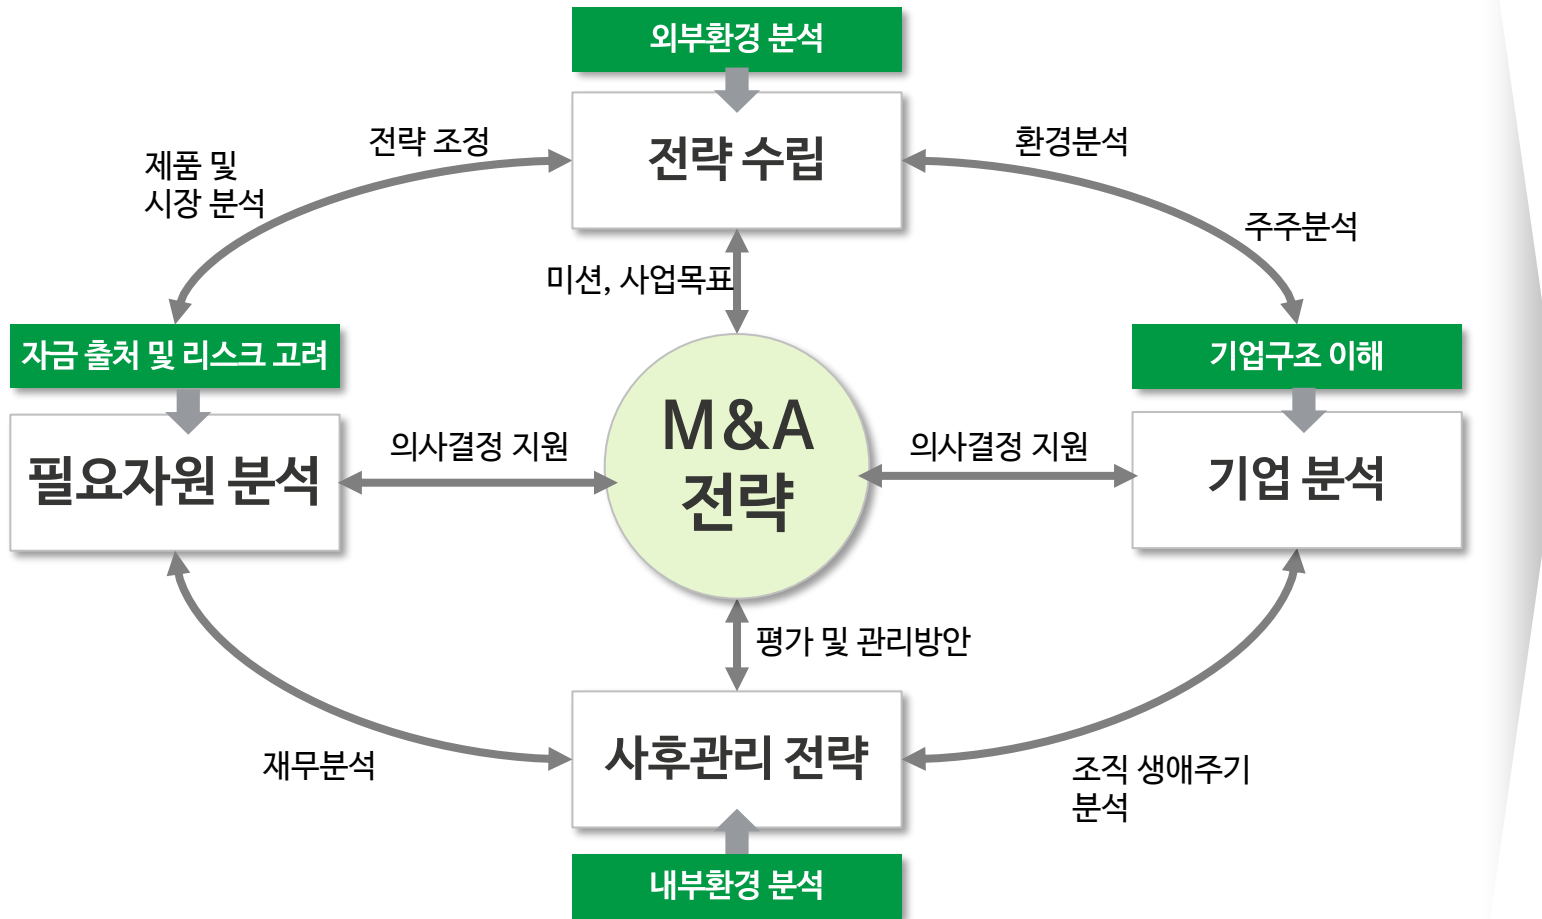 외부환경 분석
전략 수립
전략 조정
환경분석
제품 및
시장 분석
주주분석
미션, 사업목표
자금 출처 및 리스크 고려
기업구조 이해
M&A
전략
의사결정 지원
의사결정 지원
필요자원 분석
기업 분석
평가 및 관리방안
사후관리 전략
재무분석
조직 생애주기
분석
내부환경 분석